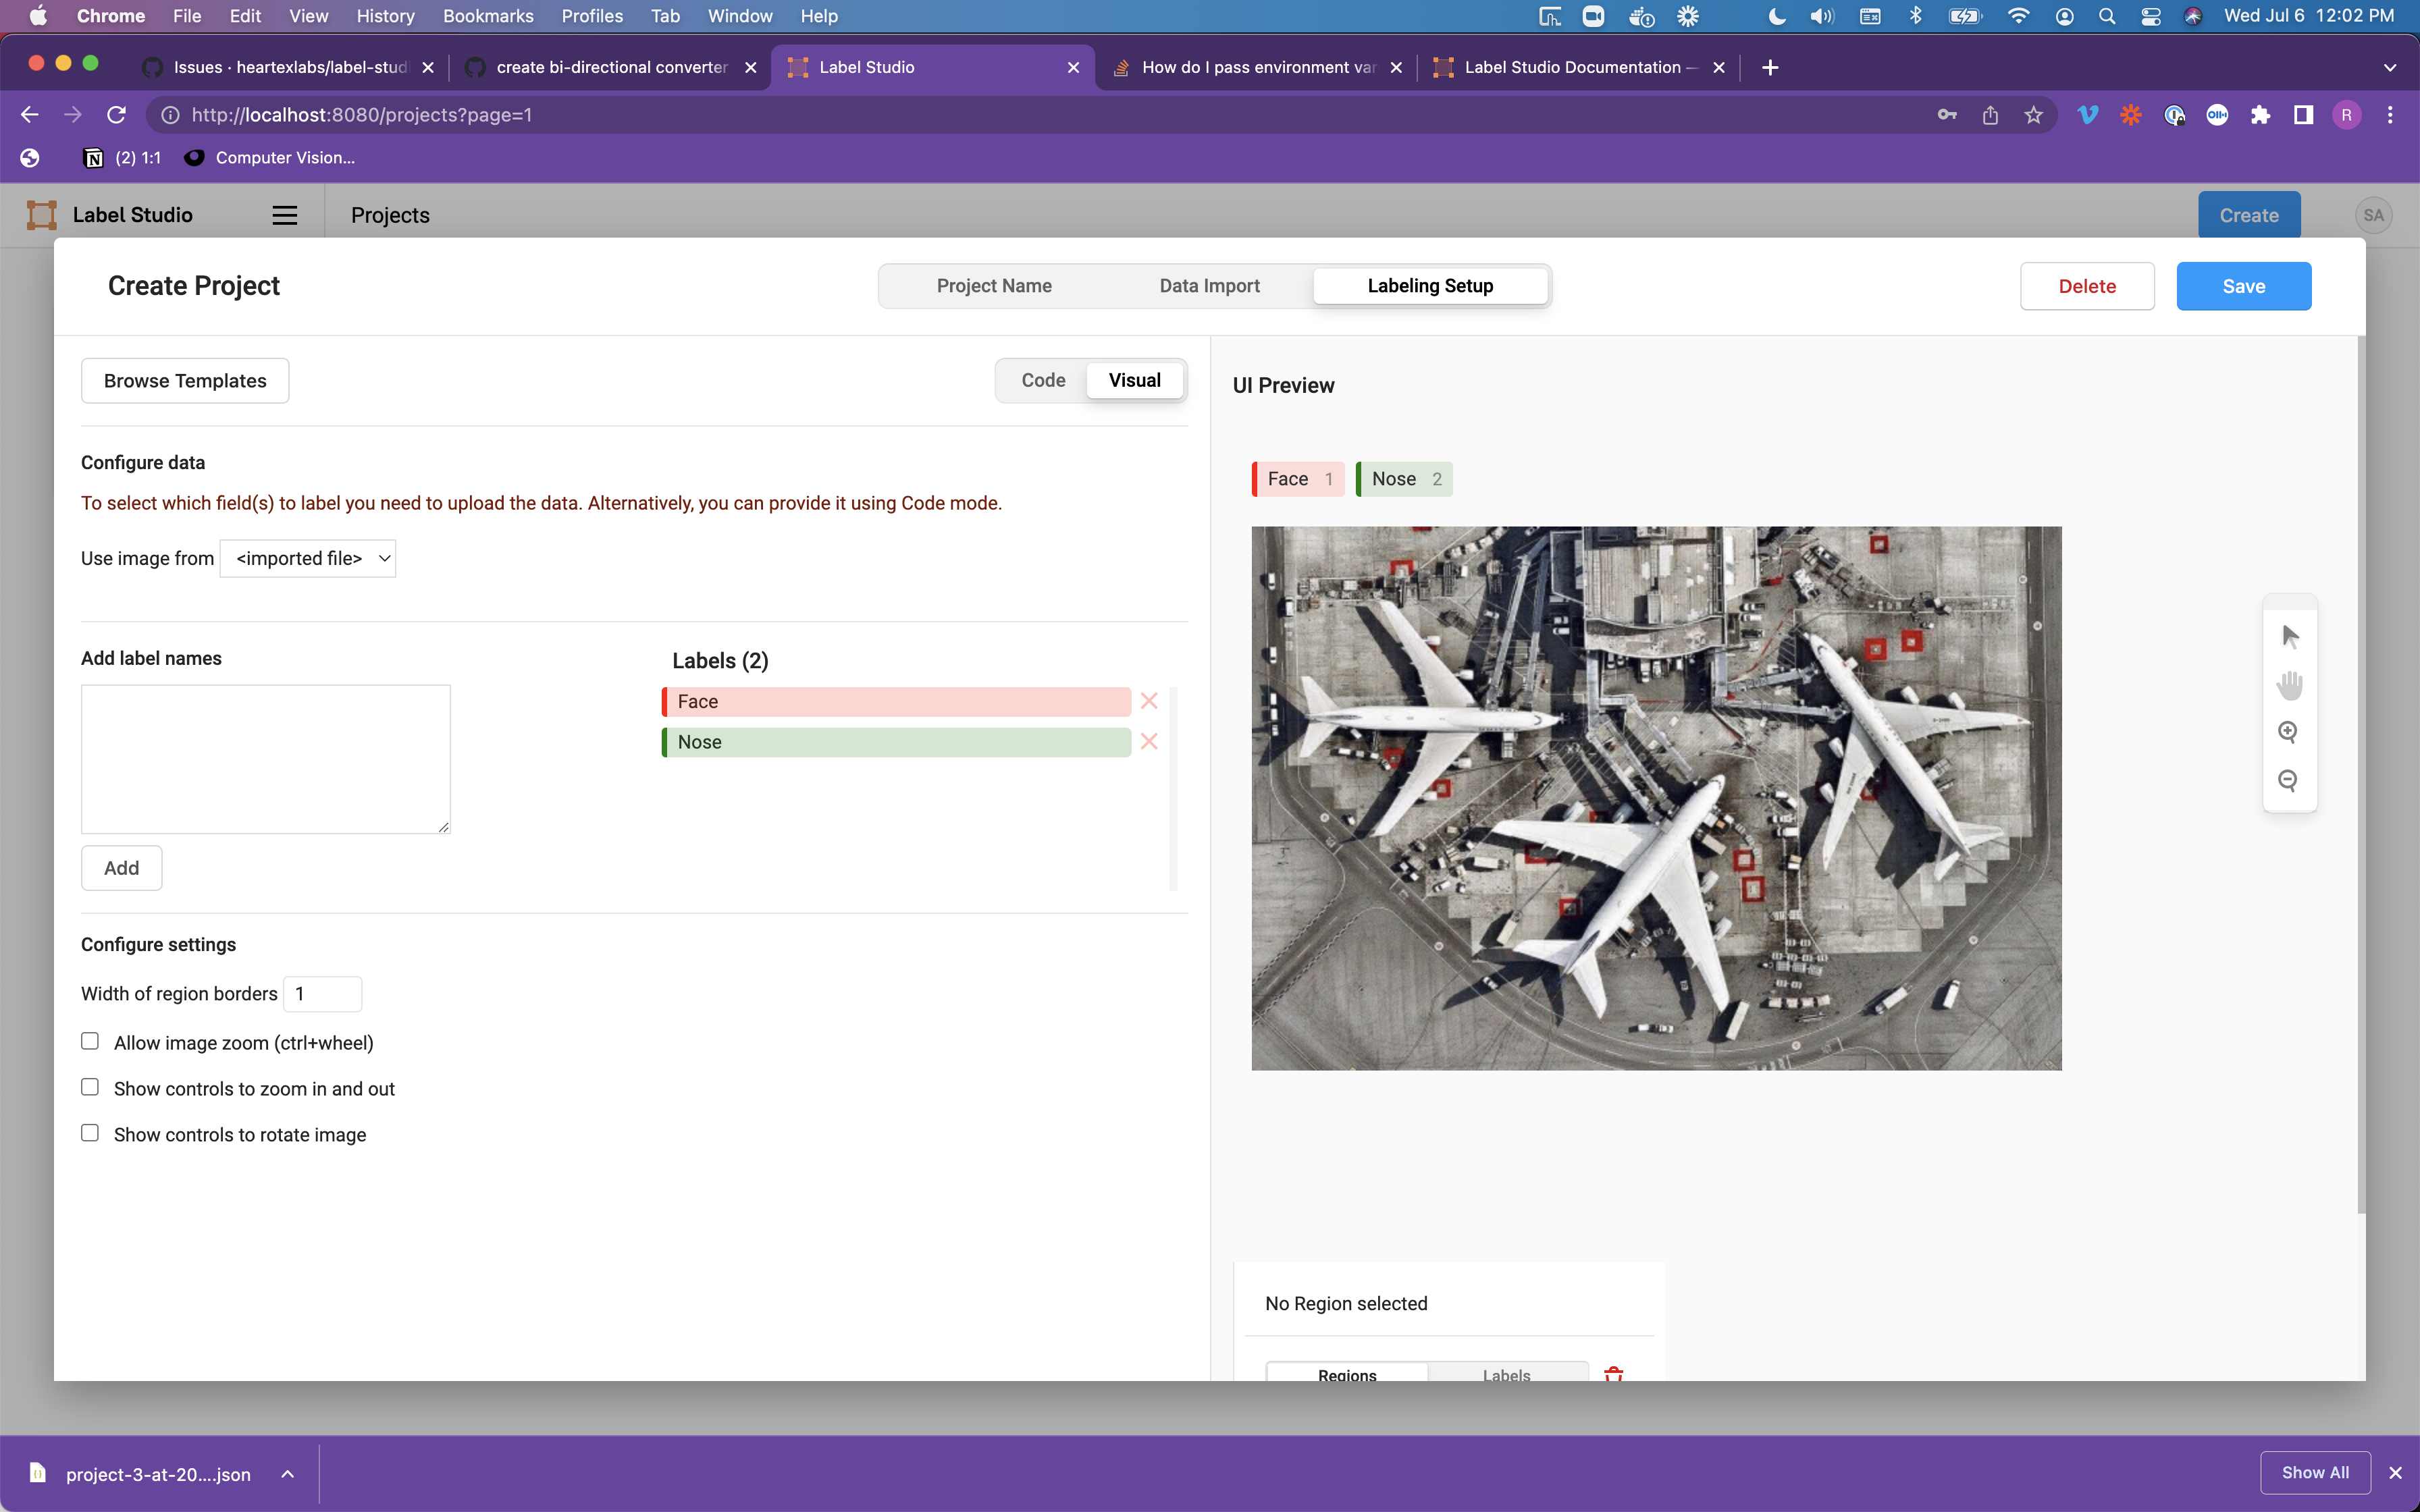 Chrome File Edit View History Bookmarks Profiles Tab Window Help Wed Jul 6 12:02 PM
Issues · heartexlabs/label-studi create bi-directional converter Label Studio How do I pass environment var Label Studio Documentation —
http://localhost:8080/projects?page=1 R
(2) 1:1 Computer Vision...
Label Studio Projects Create SA
Create Project Project Name Data Import Labeling Setup Delete Save
Browse Templates Code Visual
UI Preview
Configure data
To select which field(s) to label you need to upload the data. Alternatively, you can provide it using Code mode.
Use image from <imported file>
Face 1 Nose 2
Add label names Labels (2)
Face
Nose
Add
Configure settings
Width of region borders 1
Allow image zoom (ctrl+wheel)
Show controls to zoom in and out
Show controls to rotate image
No Region selected
Regions Labels
project-3-at-20....json Show All